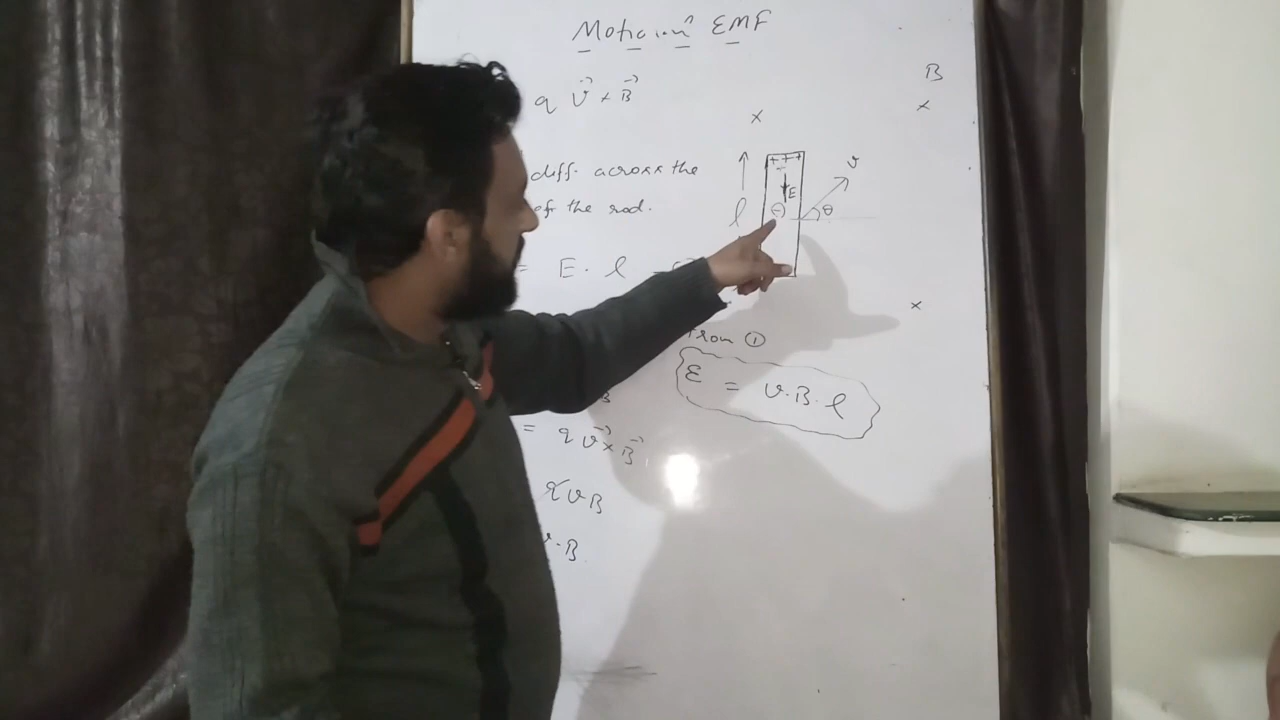 Motional EMF
q v⃗ × B⃗
B
×
×
diff. across the
+ + +
v
E
of the rod.
l
−
θ
= E · l
×
from ①
ε = v·B·l
B
= q v⃗ × B⃗
q v B
· B